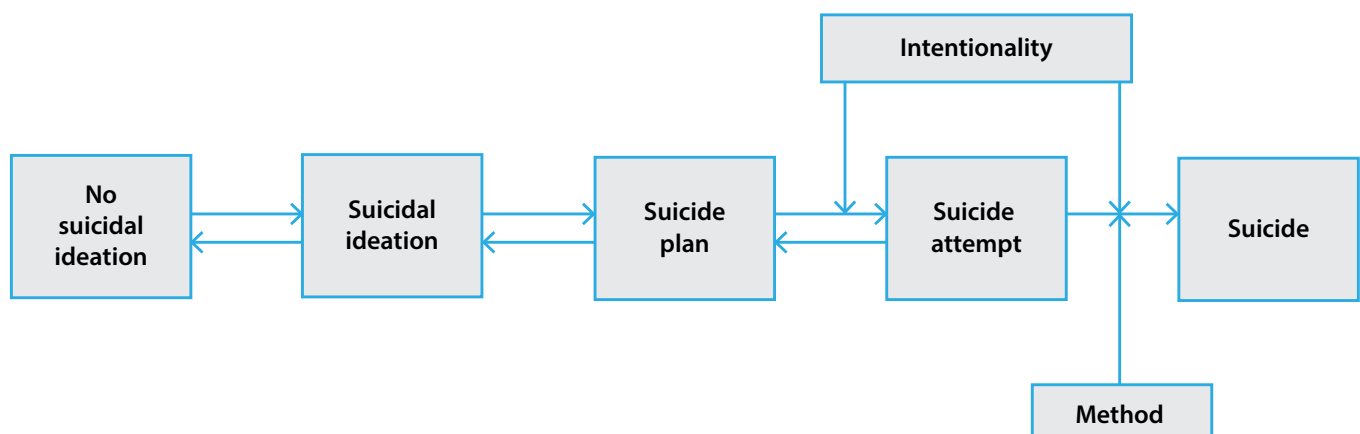 Intentionality
No
suicidal
ideation
Suicidal
ideation
Suicide
plan
Suicide
attempt
Suicide
Method